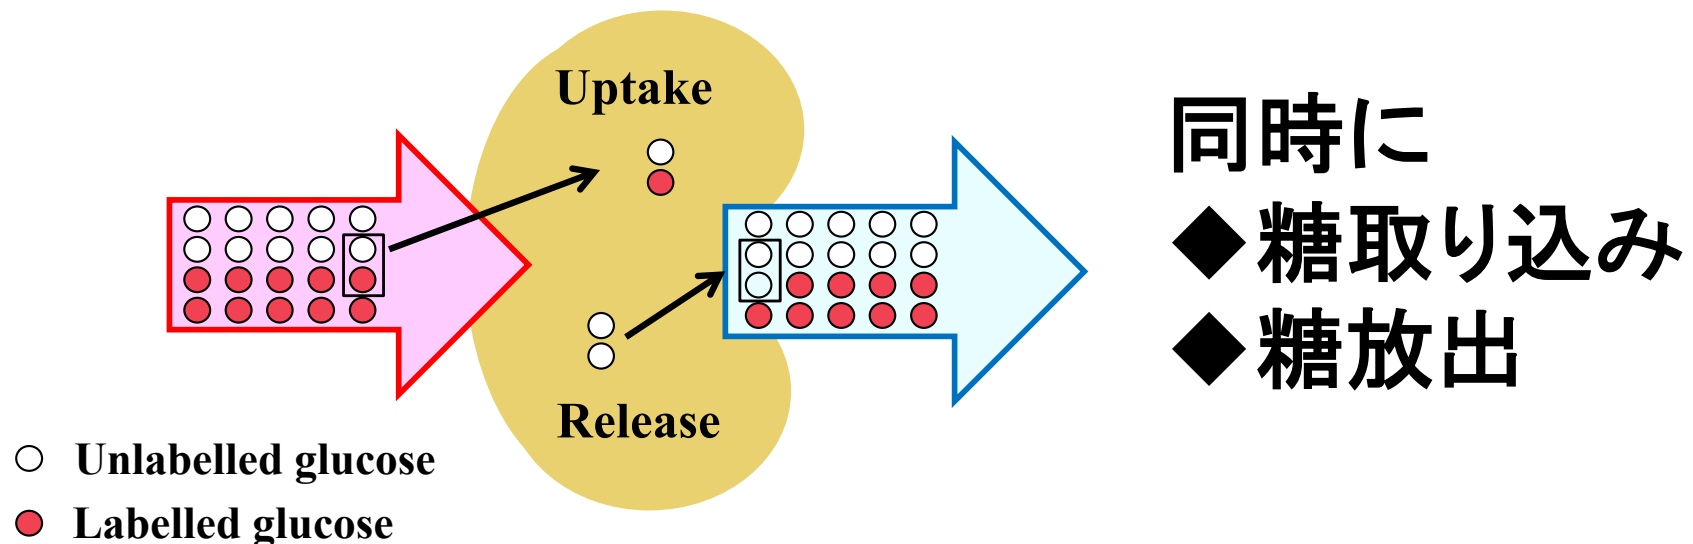 Uptake
Release
Unlabelled glucose
Labelled glucose
同時に
◆糖取り込み
◆糖放出